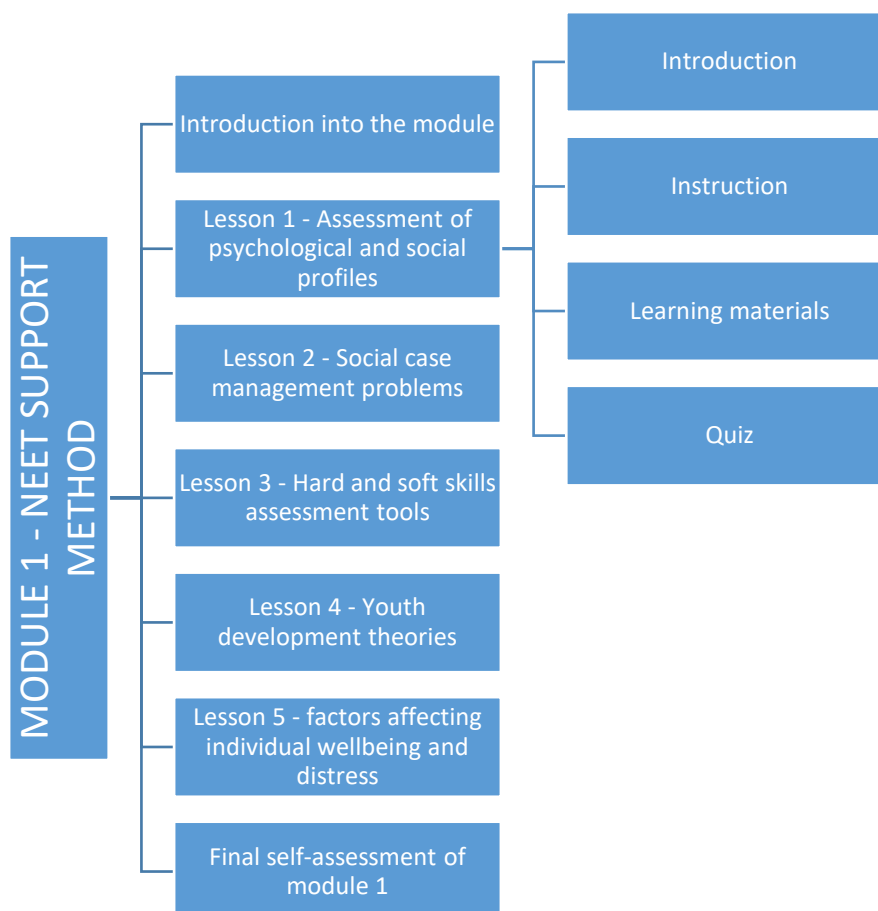 MODULE 1 - NEET SUPPORT
METHOD
Introduction into the module
Lesson 1 - Assessment of
psychological and social
profiles
Introduction
Instruction
Learning materials
Quiz
Lesson 2 - Social case
management problems
Lesson 3 - Hard and soft skills
assessment tools
Lesson 4 - Youth
development theories
Lesson 5 - factors affecting
individual wellbeing and
distress
Final self-assessment of
module 1